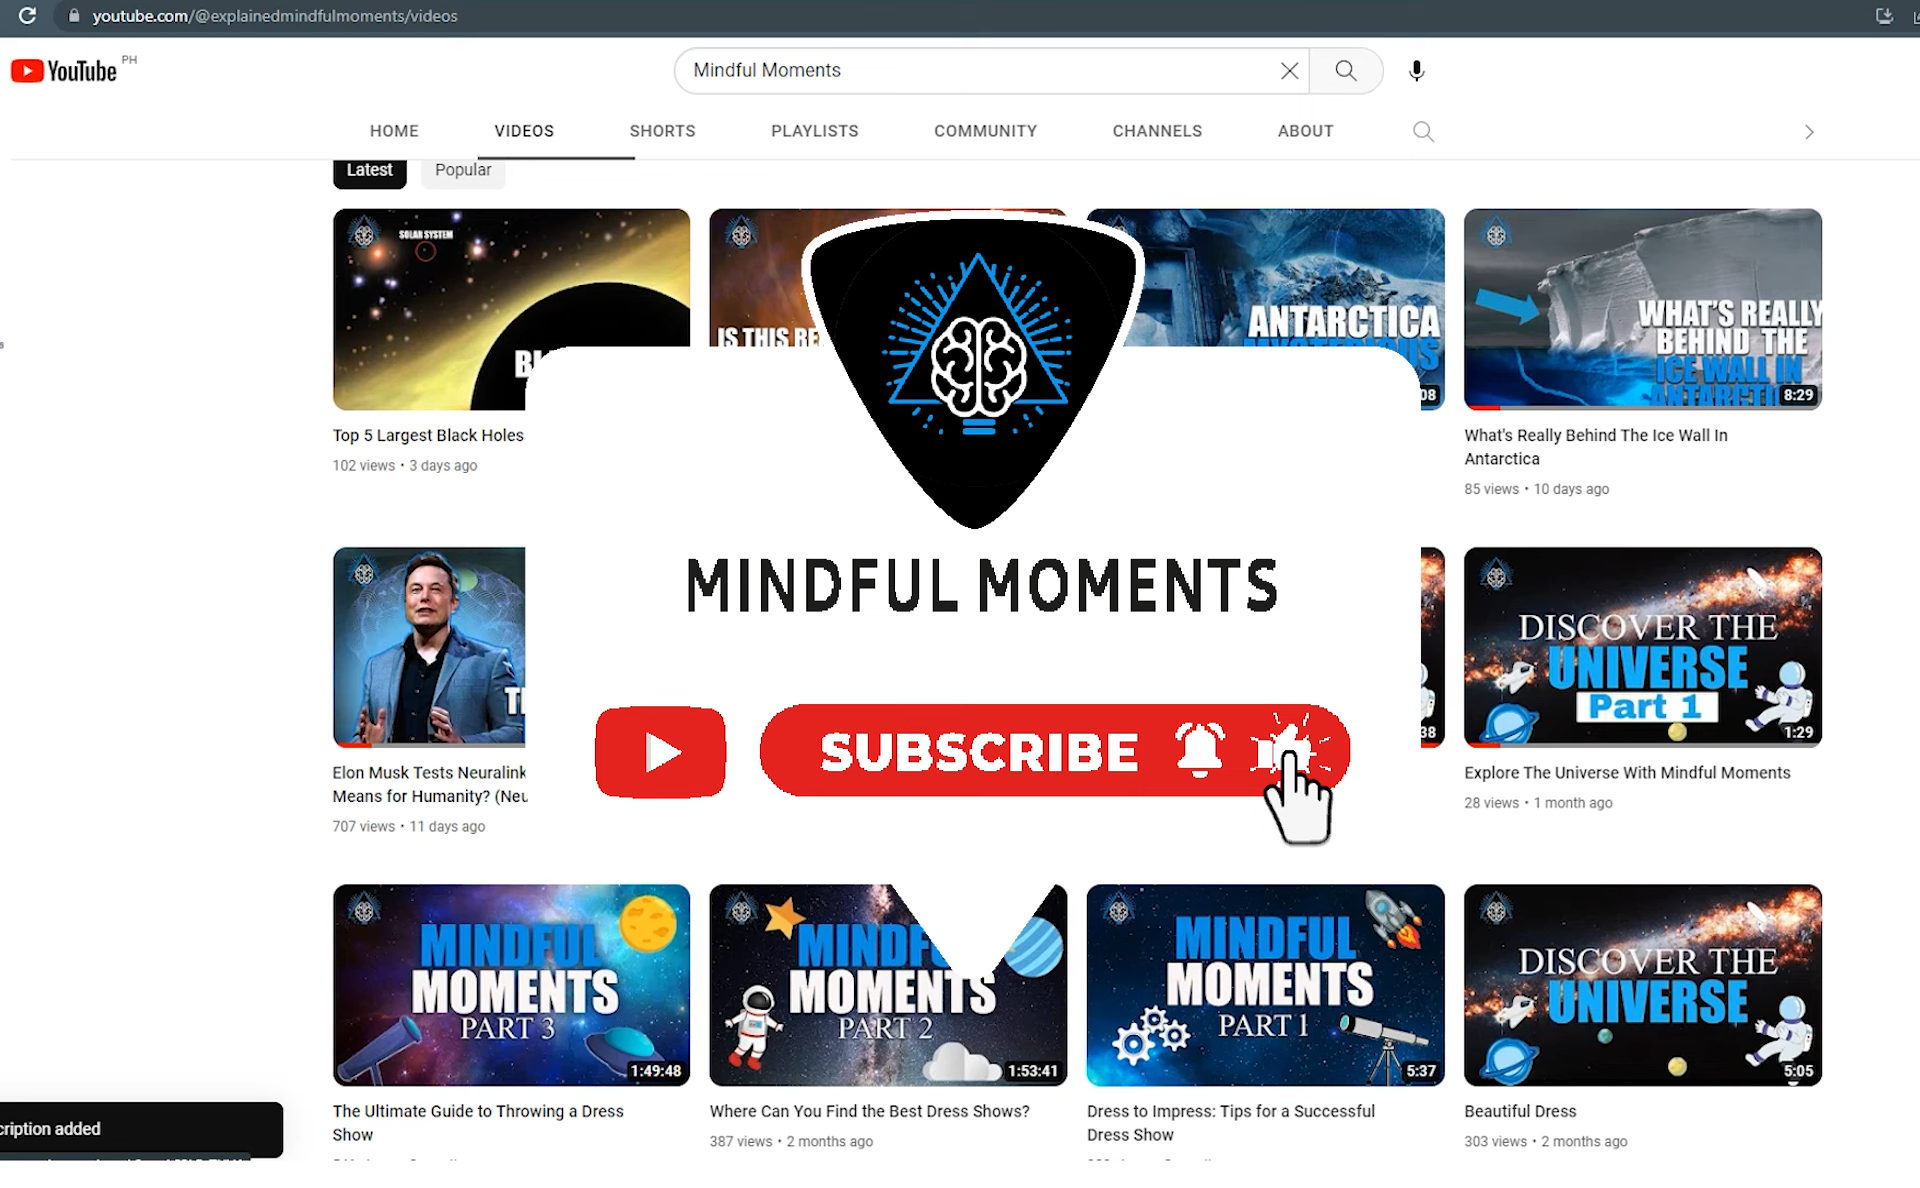 youtube.com/@explainedmindfulmoments/videos
YouTube PH
Mindful Moments
HOME VIDEOS SHORTS PLAYLISTS COMMUNITY CHANNELS ABOUT
Latest Popular
SOLAR SYSTEM
IS THIS
ANTARCTICA
MYSTERIOUS
WHAT'S REALLY
BEHIND THE
ICE WALL IN
8:29
Top 5 Largest Black Holes
102 views • 3 days ago
What's Really Behind The Ice Wall In
Antarctica
85 views • 10 days ago
MINDFUL MOMENTS
SUBSCRIBE
DISCOVER THE
UNIVERSE
Part 1
1:29
Elon Musk Tests Neuralink
Means for Humanity?
707 views • 11 days ago
Explore The Universe With Mindful Moments
28 views • 1 month ago
MINDFUL
MOMENTS
PART 3
1:49:48
MOMENTS
PART 2
1:53:41
MINDFUL
MOMENTS
PART 1
5:37
DISCOVER THE
UNIVERSE
5:05
The Ultimate Guide to Throwing a Dress
Show
Where Can You Find the Best Dress Shows?
387 views • 2 months ago
Dress to Impress: Tips for a Successful
Dress Show
Beautiful Dress
303 views • 2 months ago
cription added